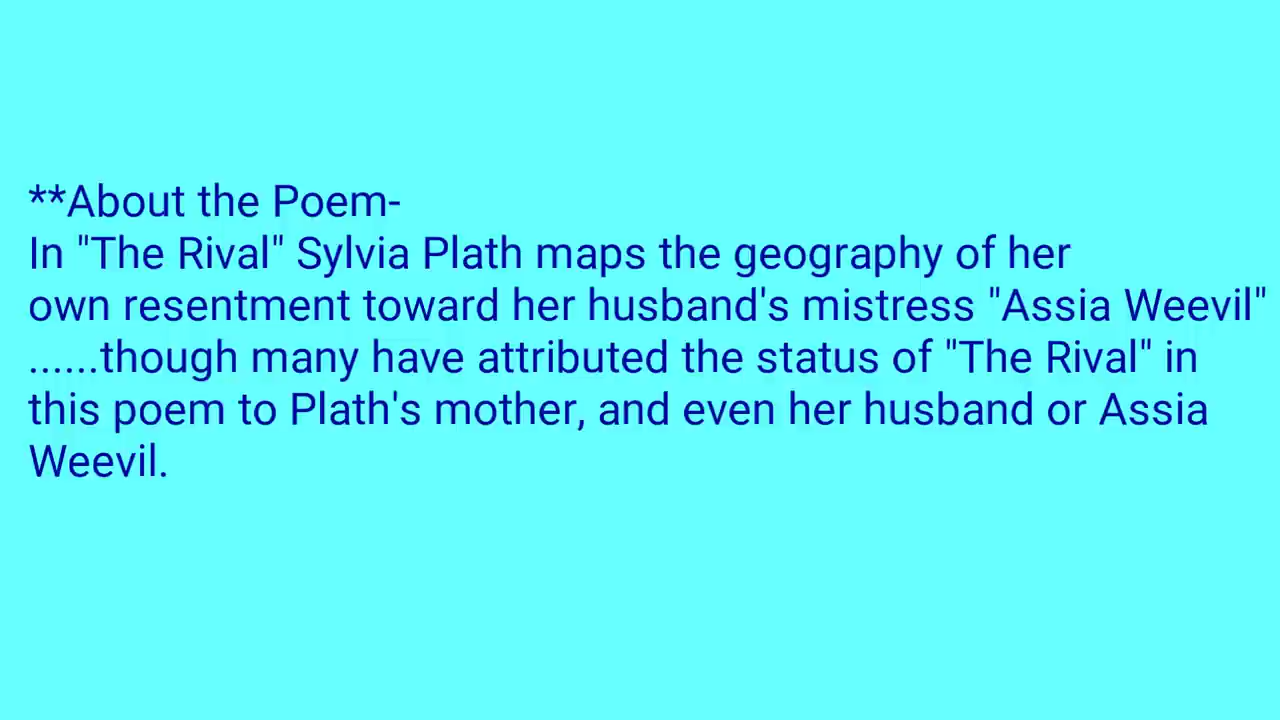 **About the Poem-
In "The Rival" Sylvia Plath maps the geography of her
own resentment toward her husband's mistress "Assia Weevil"
......though many have attributed the status of "The Rival" in
this poem to Plath's mother, and even her husband or Assia
Weevil.